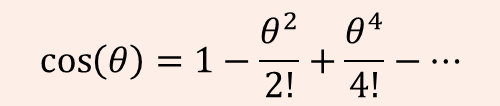 cos(θ) = 1 − θ²/2! + θ⁴/4! − ⋯